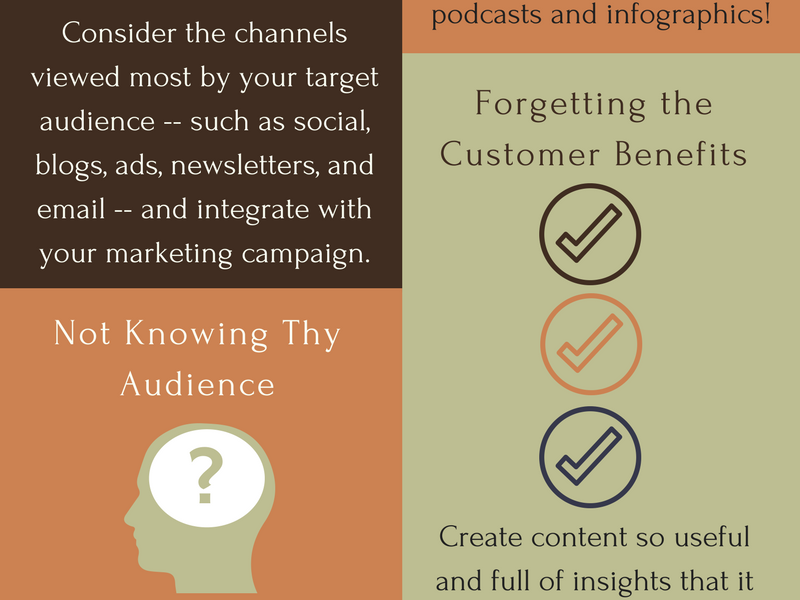 Consider the channels
viewed most by your target
audience -- such as social,
blogs, ads, newsletters, and
email -- and integrate with
your marketing campaign.
Not Knowing Thy
Audience
?
podcasts and infographics!
Forgetting the
Customer Benefits
Create content so useful
and full of insights that it